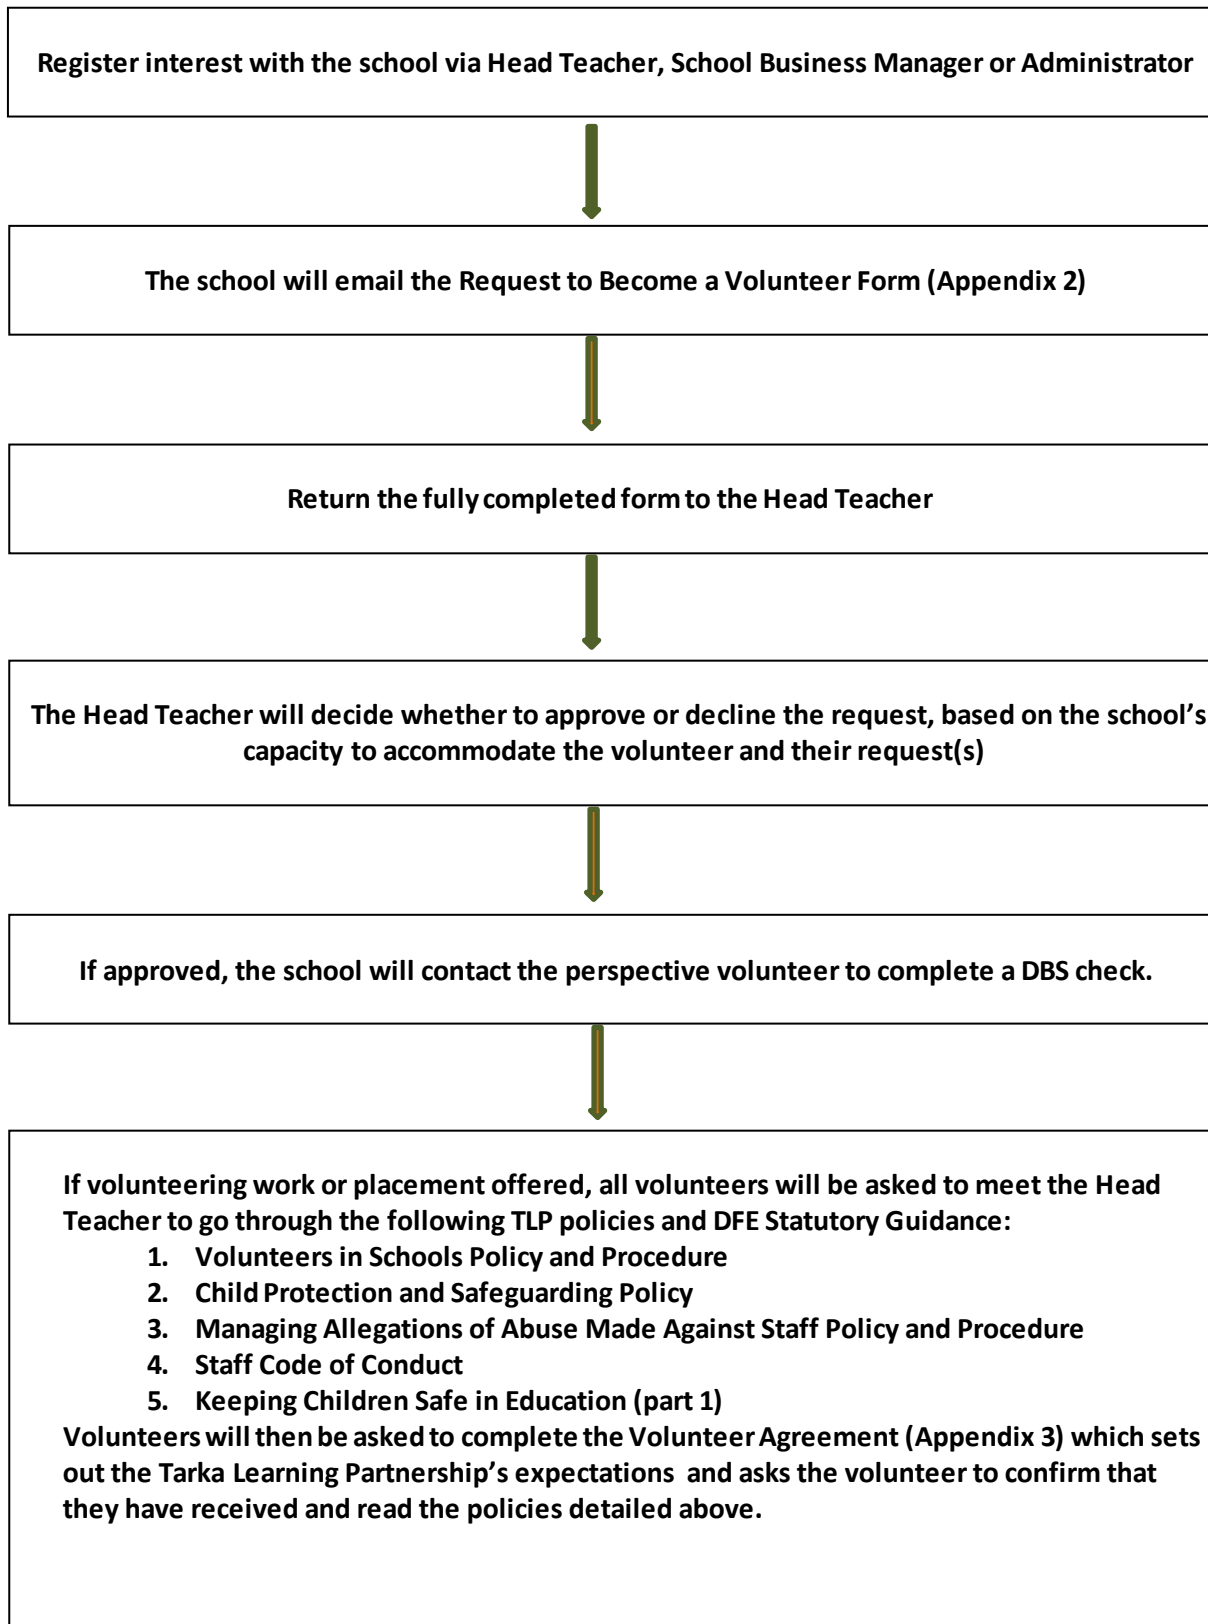 Register interest with the school via Head Teacher, School Business Manager or Administrator
The school will email the Request to Become a Volunteer Form (Appendix 2)
Return the fully completed form to the Head Teacher
The Head Teacher will decide whether to approve or decline the request, based on the school’s
capacity to accommodate the volunteer and their request(s)
If approved, the school will contact the perspective volunteer to complete a DBS check.
If volunteering work or placement offered, all volunteers will be asked to meet the Head
Teacher to go through the following TLP policies and DFE Statutory Guidance:
1. Volunteers in Schools Policy and Procedure
2. Child Protection and Safeguarding Policy
3. Managing Allegations of Abuse Made Against Staff Policy and Procedure
4. Staff Code of Conduct
5. Keeping Children Safe in Education (part 1)
Volunteers will then be asked to complete the Volunteer Agreement (Appendix 3) which sets
out the Tarka Learning Partnership’s expectations and asks the volunteer to confirm that
they have received and read the policies detailed above.